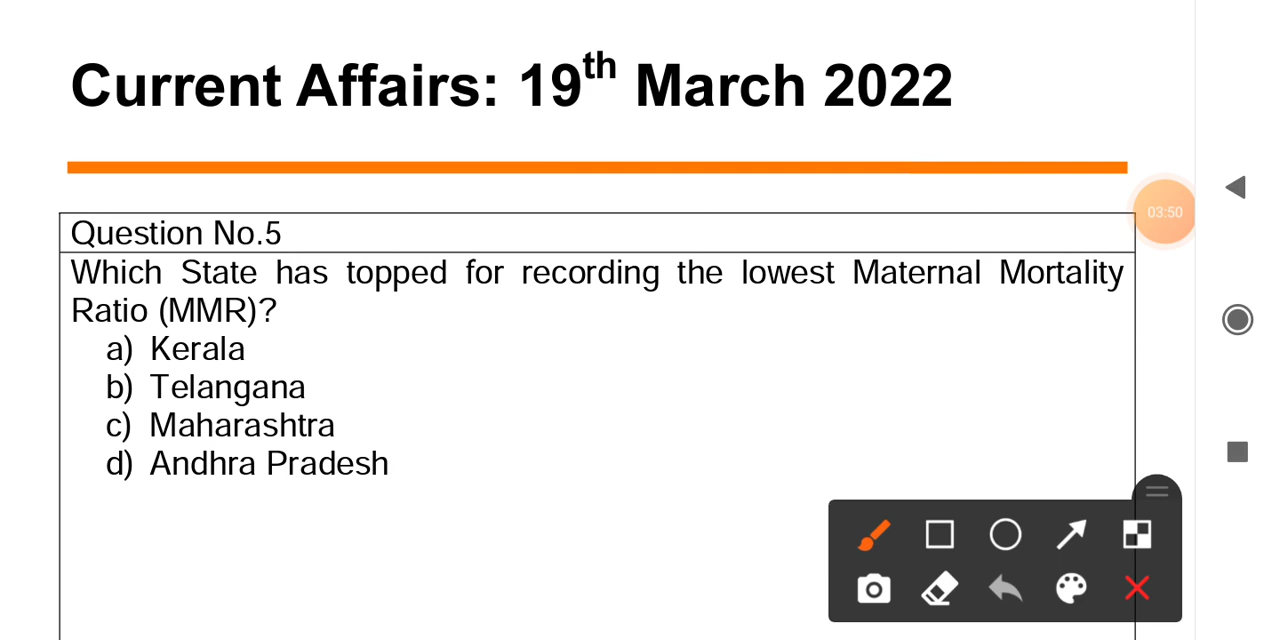 Current Affairs: 19th March 2022
03:50
Question No.5
Which State has topped for recording the lowest Maternal Mortality
Ratio (MMR)?
a) Kerala
b) Telangana
c) Maharashtra
d) Andhra Pradesh